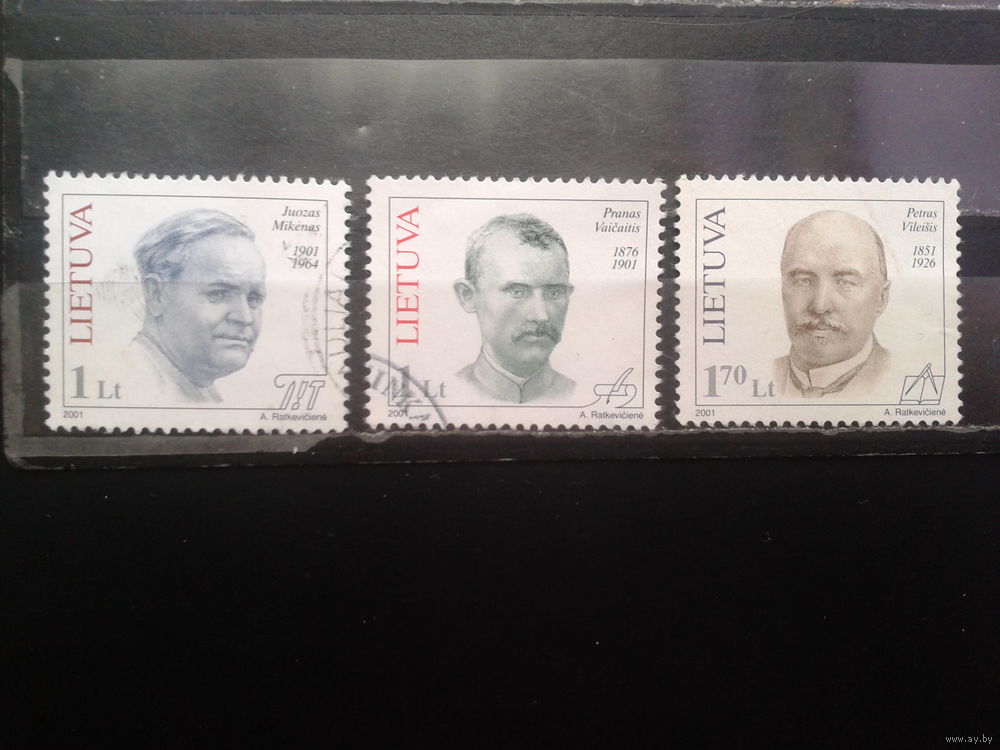 LIETUVA
Juozas
Mikėnas
1901
1964
1 Lt
2001
A. Ratkevičienė
LIETUVA
Pranas
Vaičaitis
1876
1901
1 Lt
2001
A. Ratkevičienė
LIETUVA
Petras
Vileišis
1851
1926
1 70 Lt
2001
A. Ratkevičienė
www.ay.by